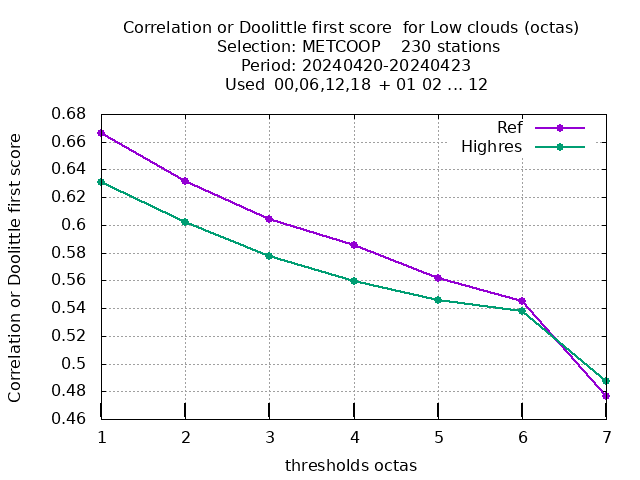 Correlation or Doolittle first score  for Low clouds (octas)
Selection: METCOOP    230 stations
Period: 20240420-20240423
Used  00,06,12,18  + 01 02 ... 12
Correlation or Doolittle first score
0.68
0.66
0.64
0.62
0.6
0.58
0.56
0.54
0.52
0.5
0.48
0.46
Ref
Highres
1 2 3 4 5 6 7
thresholds octas